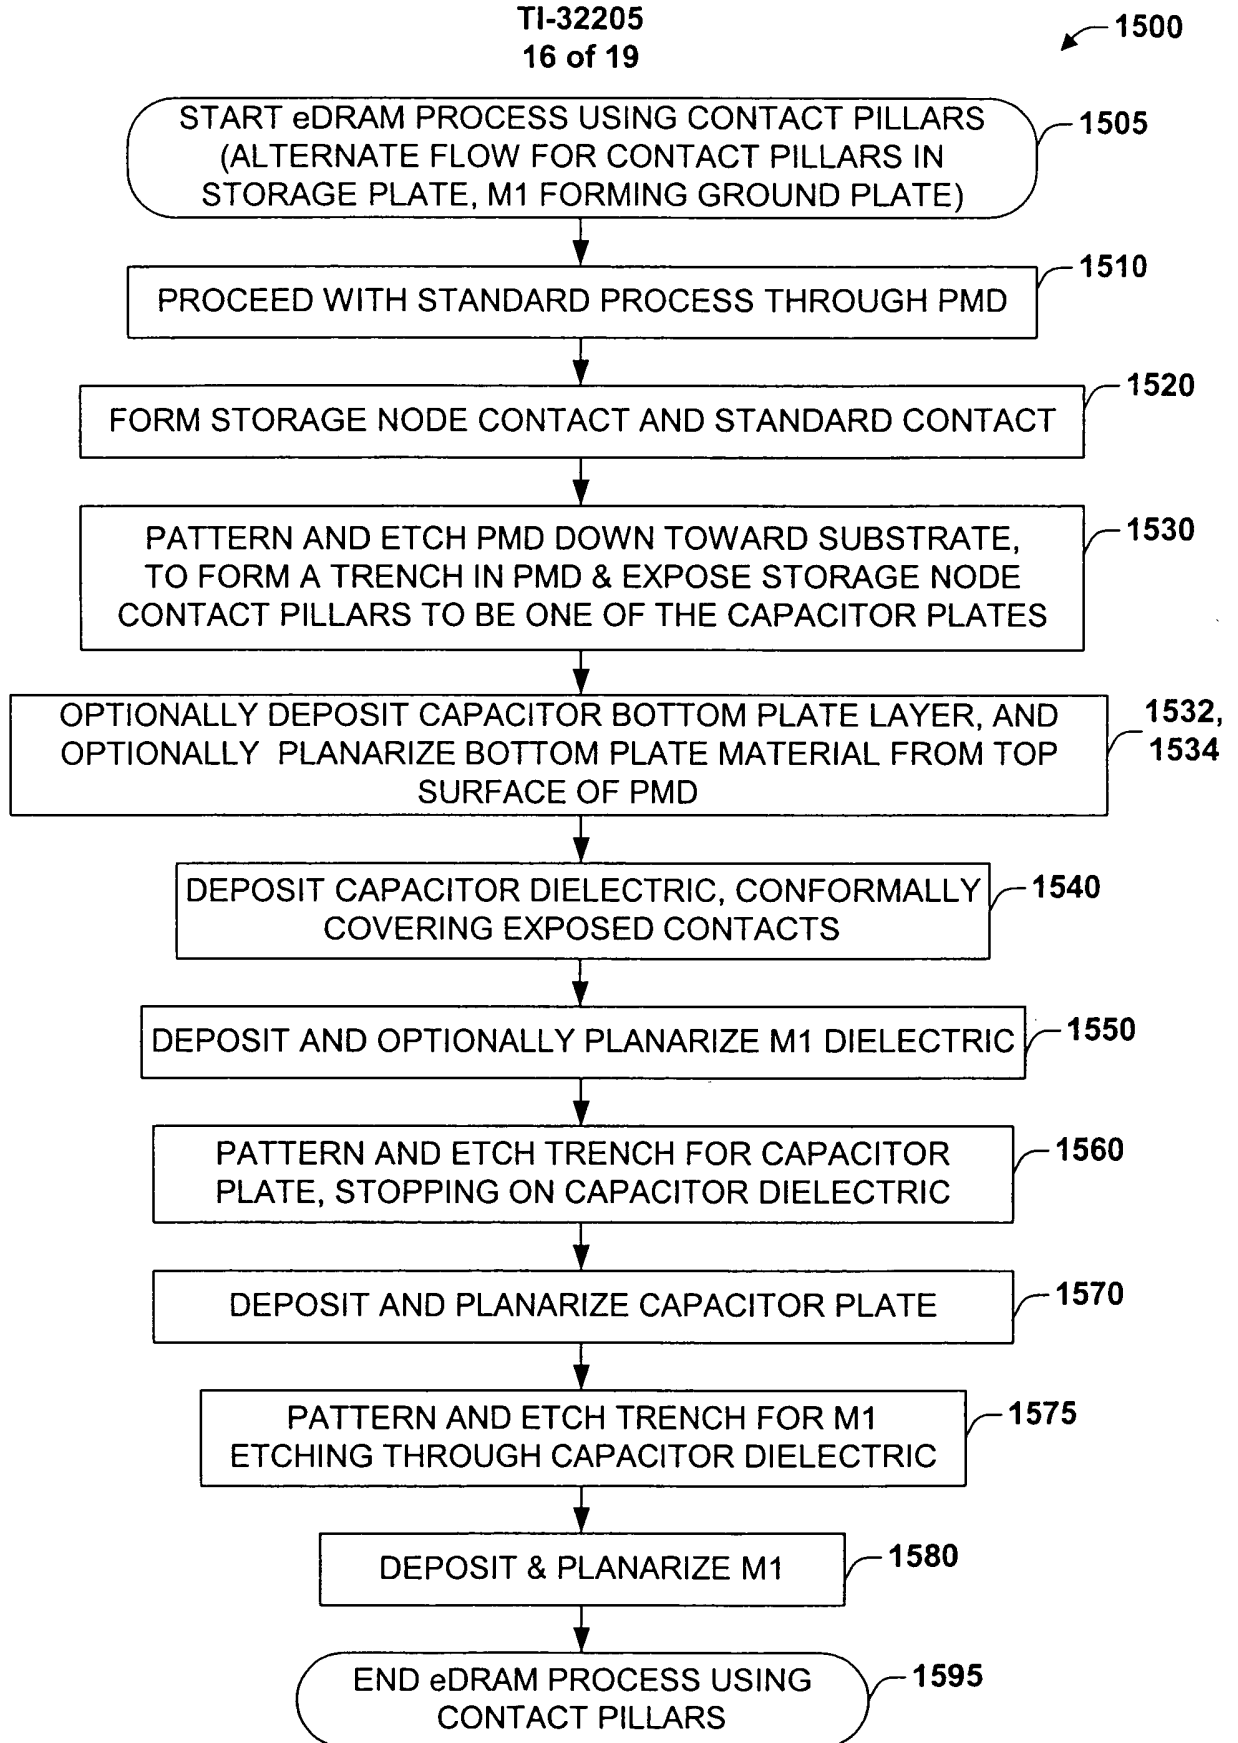 TI-32205
16 of 19
1500
START eDRAM PROCESS USING CONTACT PILLARS
(ALTERNATE FLOW FOR CONTACT PILLARS IN
STORAGE PLATE, M1 FORMING GROUND PLATE)
1505
PROCEED WITH STANDARD PROCESS THROUGH PMD
1510
FORM STORAGE NODE CONTACT AND STANDARD CONTACT
1520
PATTERN AND ETCH PMD DOWN TOWARD SUBSTRATE,
TO FORM A TRENCH IN PMD & EXPOSE STORAGE NODE
CONTACT PILLARS TO BE ONE OF THE CAPACITOR PLATES
1530
OPTIONALLY DEPOSIT CAPACITOR BOTTOM PLATE LAYER, AND
OPTIONALLY PLANARIZE BOTTOM PLATE MATERIAL FROM TOP
SURFACE OF PMD
1532,
1534
DEPOSIT CAPACITOR DIELECTRIC, CONFORMALLY
COVERING EXPOSED CONTACTS
1540
DEPOSIT AND OPTIONALLY PLANARIZE M1 DIELECTRIC
1550
PATTERN AND ETCH TRENCH FOR CAPACITOR
PLATE, STOPPING ON CAPACITOR DIELECTRIC
1560
DEPOSIT AND PLANARIZE CAPACITOR PLATE
1570
PATTERN AND ETCH TRENCH FOR M1
ETCHING THROUGH CAPACITOR DIELECTRIC
1575
DEPOSIT & PLANARIZE M1
1580
END eDRAM PROCESS USING
CONTACT PILLARS
1595